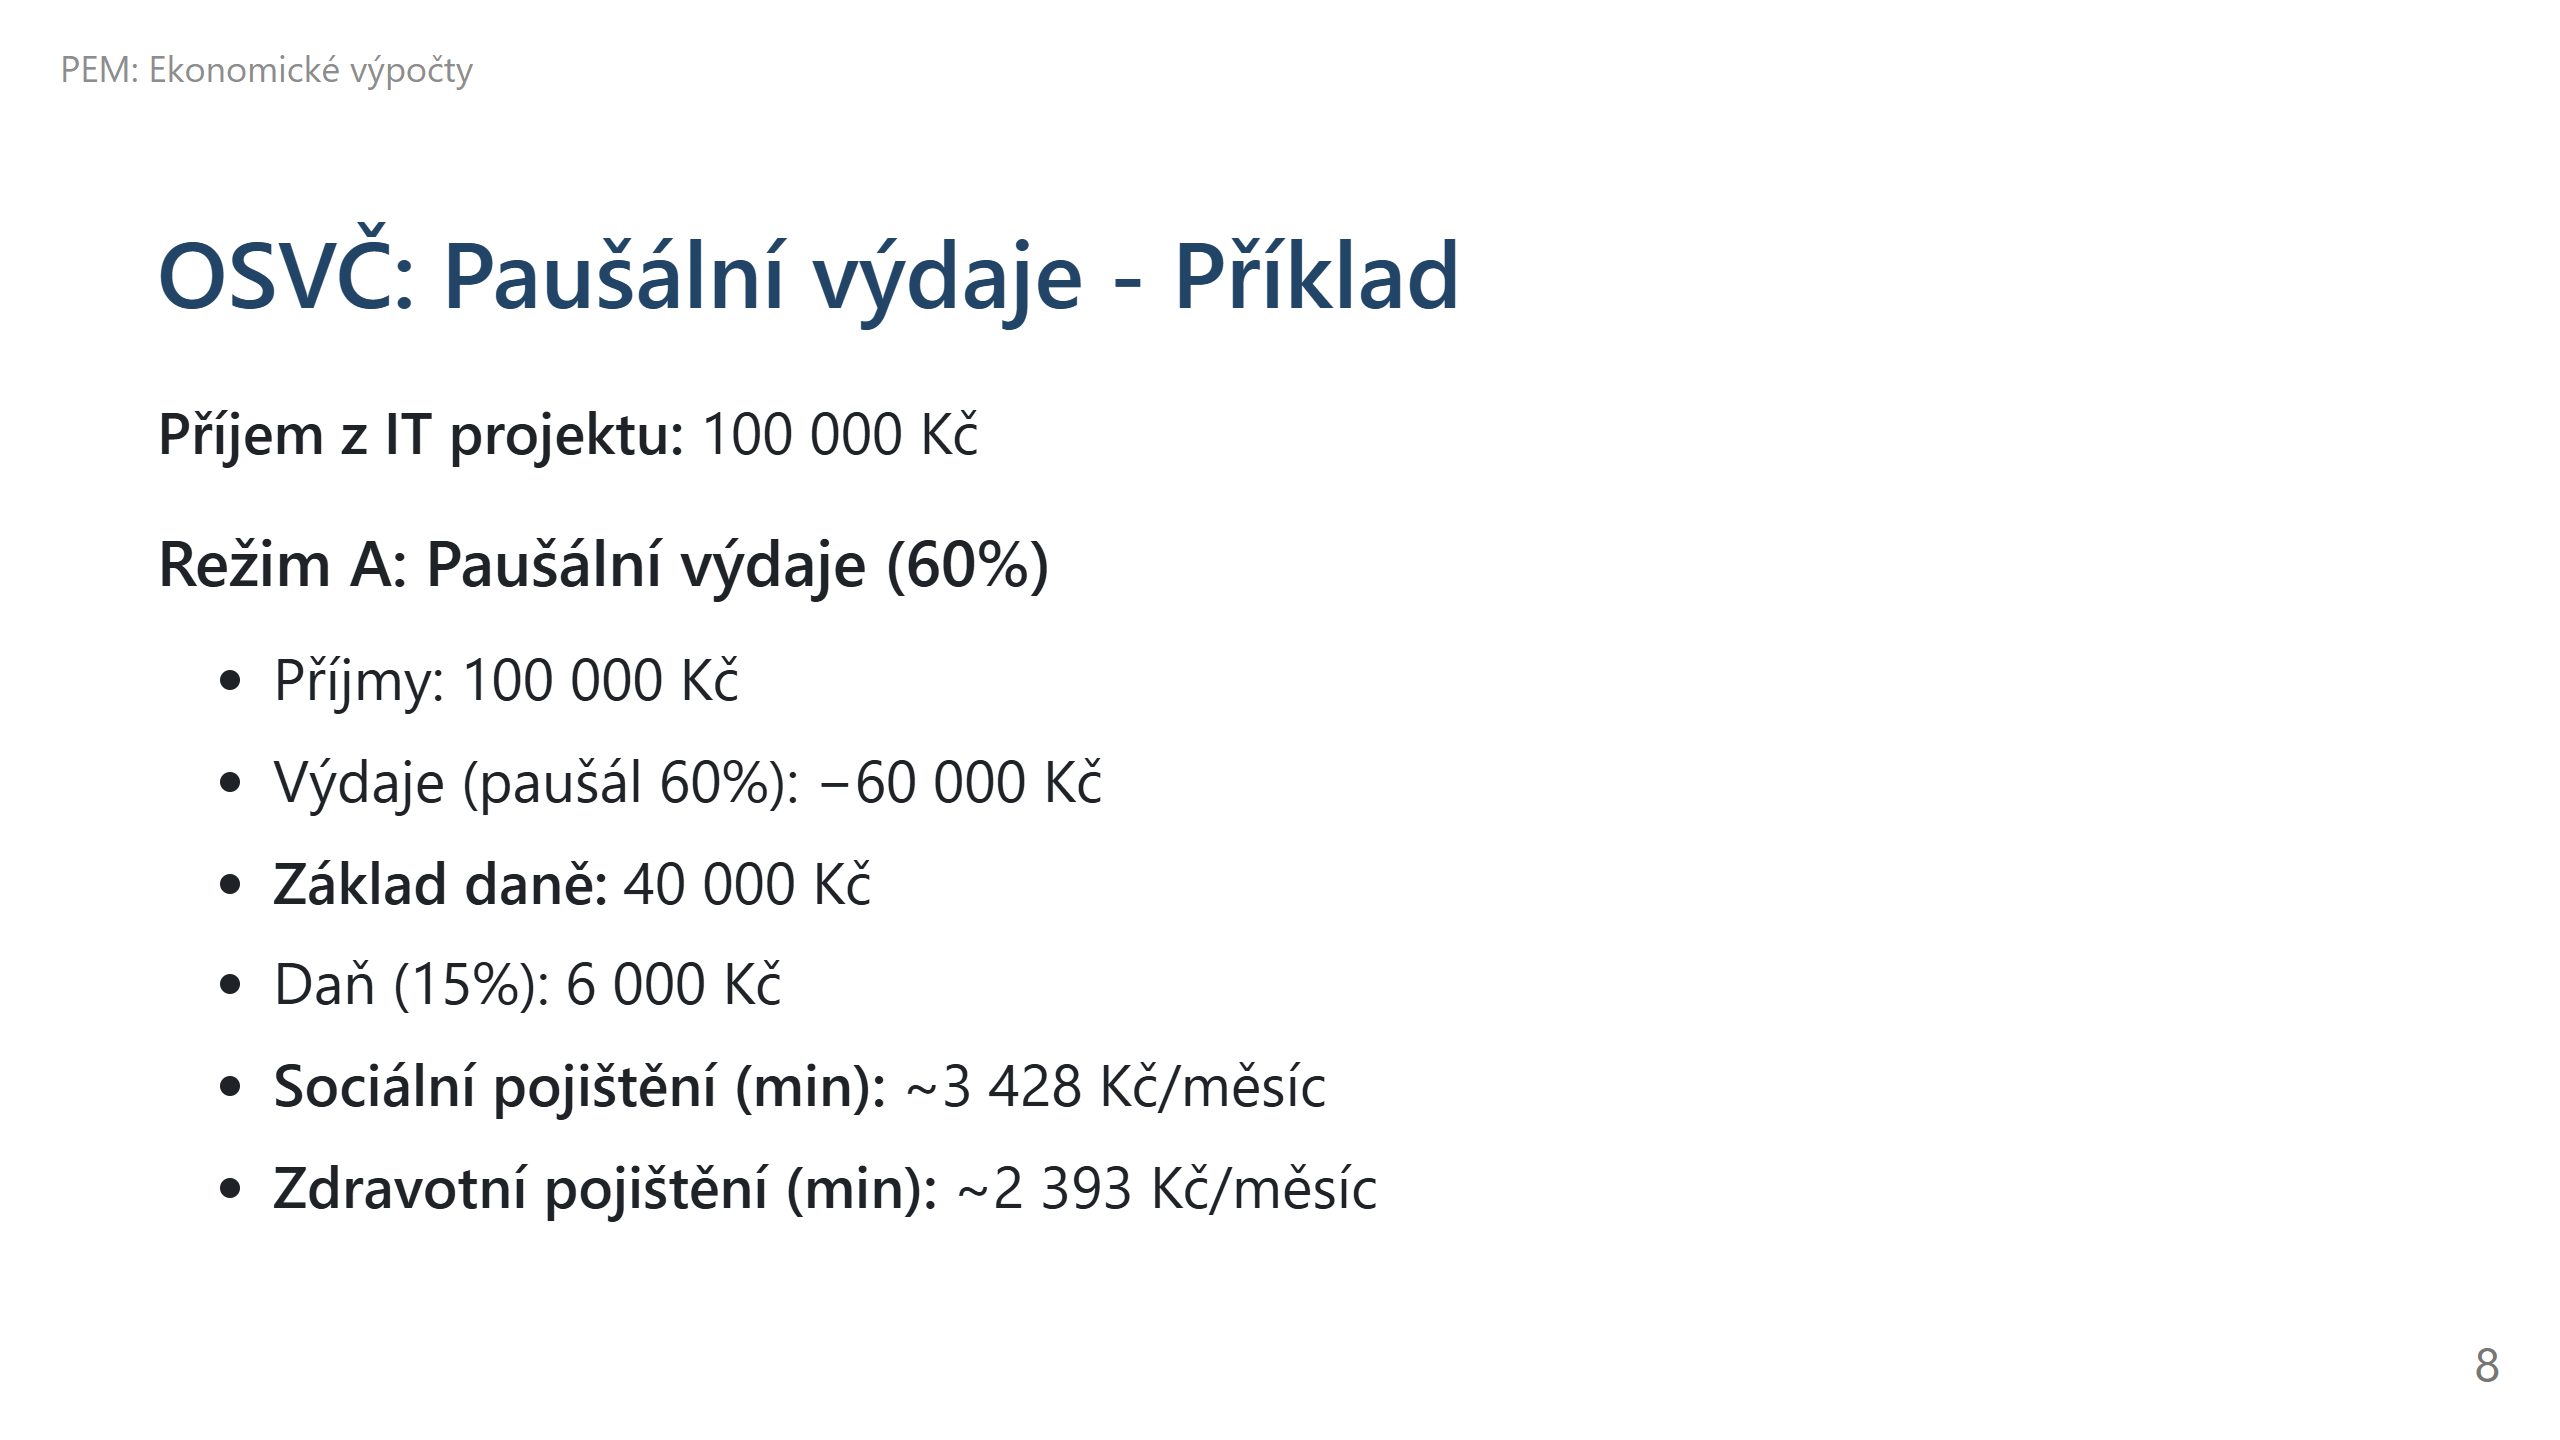 PEM: Ekonomické výpočty
OSVČ: Paušální výdaje - Příklad
Příjem z IT projektu: 100 000 Kč
Režim A: Paušální výdaje (60%)
• Příjmy: 100 000 Kč
• Výdaje (paušál 60%): −60 000 Kč
• Základ daně: 40 000 Kč
• Daň (15%): 6 000 Kč
• Sociální pojištění (min): ~3 428 Kč/měsíc
• Zdravotní pojištění (min): ~2 393 Kč/měsíc
8